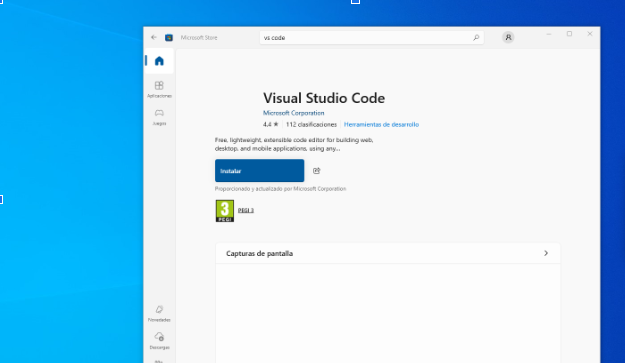 Microsoft Store
vs code
Aplicaciones
Juegos
Visual Studio Code
Microsoft Corporation
4.4 ★ 112 clasificaciones Herramientas de desarrollo
Free, lightweight, extensible code editor for building web,
desktop, and mobile applications, using any...
Instalar
Proporcionado y actualizado por Microsoft Corporation
3
PEGI 3
Capturas de pantalla
Novedades
Descargas